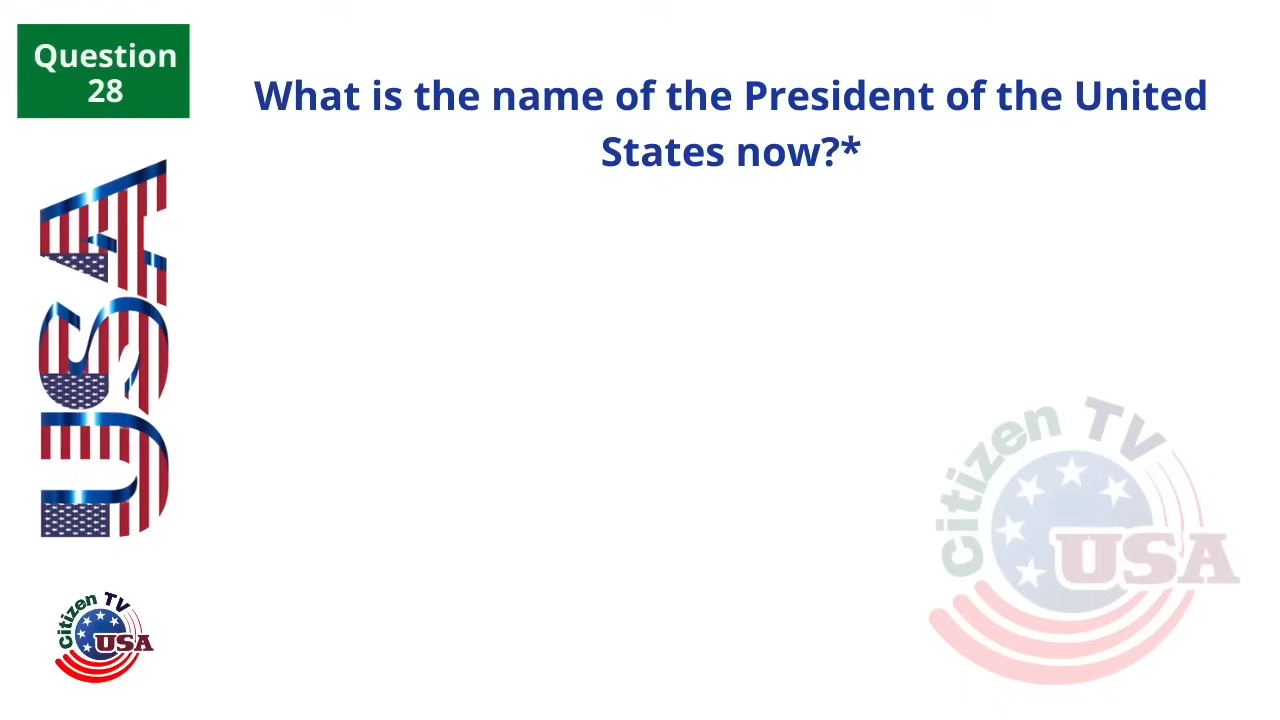 Question
28
What is the name of the President of the United
States now?*
USA
Citizen TV
USA
Citizen TV
USA